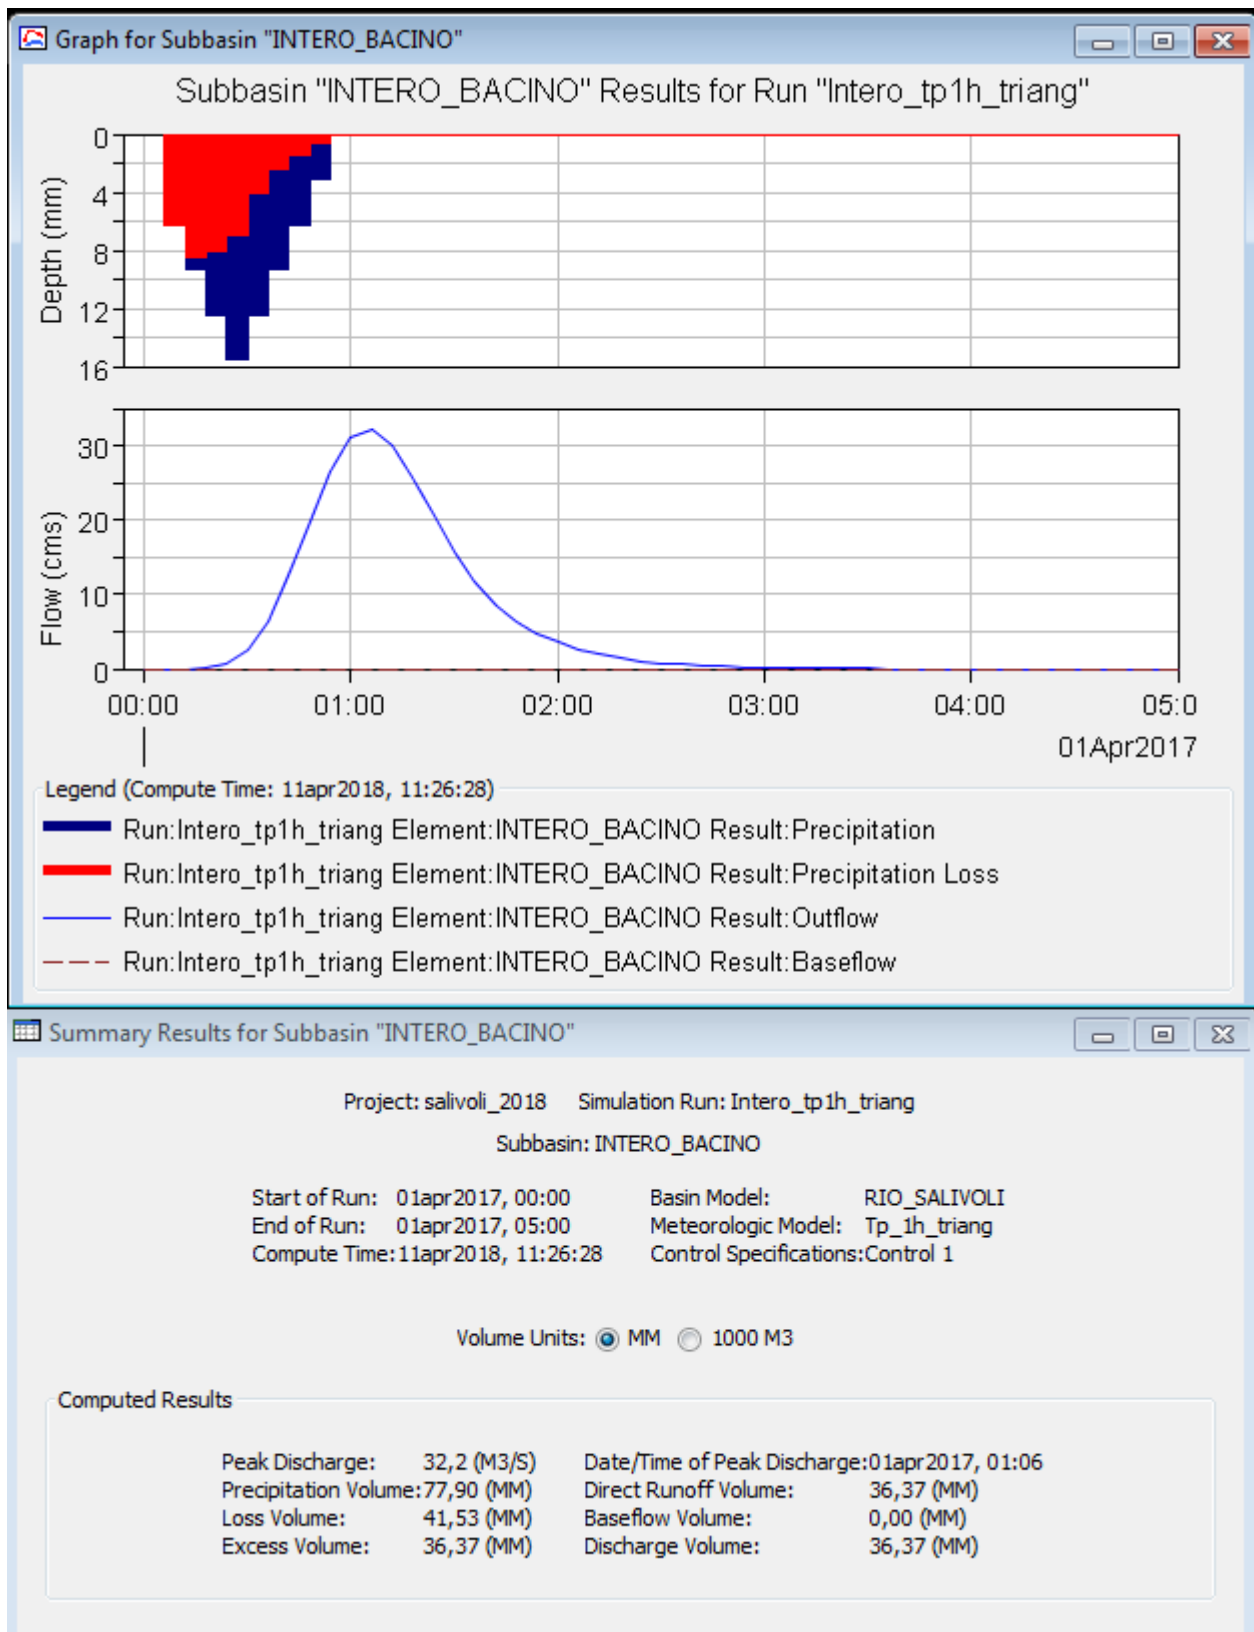 Graph for Subbasin "INTERO_BACINO"
Subbasin "INTERO_BACINO" Results for Run "Intero_tp1h_triang"
Depth (mm)
0
4
8
12
16
Flow (cms)
30
20
10
0
00:00 01:00 02:00 03:00 04:00 05:0
01Apr2017
Legend (Compute Time: 11apr2018, 11:26:28)
Run:Intero_tp1h_triang Element:INTERO_BACINO Result:Precipitation
Run:Intero_tp1h_triang Element:INTERO_BACINO Result:Precipitation Loss
Run:Intero_tp1h_triang Element:INTERO_BACINO Result:Outflow
Run:Intero_tp1h_triang Element:INTERO_BACINO Result:Baseflow
Summary Results for Subbasin "INTERO_BACINO"
Project: salivoli_2018 Simulation Run: Intero_tp1h_triang
Subbasin: INTERO_BACINO
Start of Run: 01apr2017, 00:00 Basin Model: RIO_SALIVOLI
End of Run: 01apr2017, 05:00 Meteorologic Model: Tp_1h_triang
Compute Time:11apr2018, 11:26:28 Control Specifications:Control 1
Volume Units: MM 1000 M3
Computed Results
Peak Discharge: 32,2 (M3/S) Date/Time of Peak Discharge:01apr2017, 01:06
Precipitation Volume:77,90 (MM) Direct Runoff Volume: 36,37 (MM)
Loss Volume: 41,53 (MM) Baseflow Volume: 0,00 (MM)
Excess Volume: 36,37 (MM) Discharge Volume: 36,37 (MM)